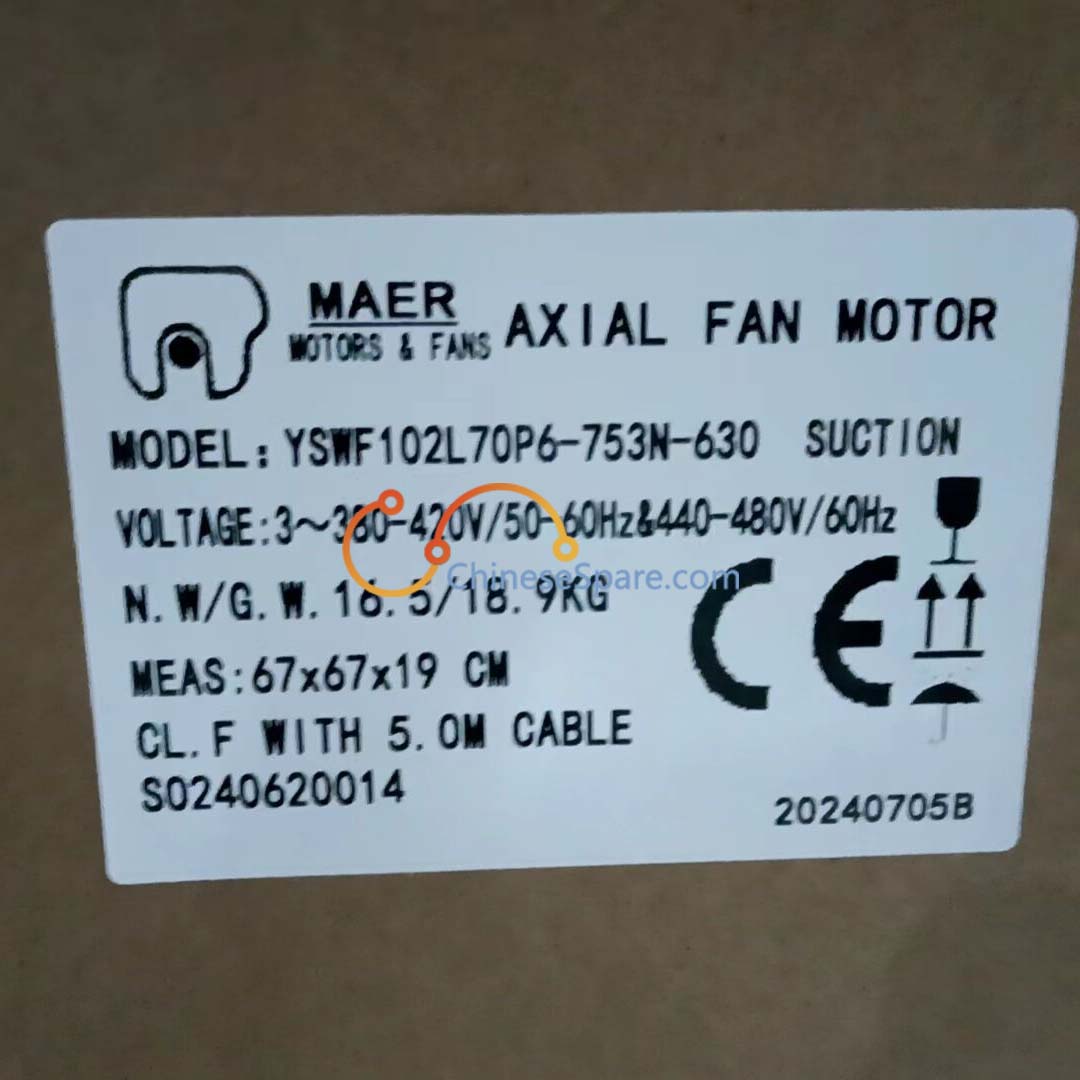 MAER
MOTORS & FANS
AXIAL FAN MOTOR
MODEL: YSWF102L70P6-753N-630 SUCTION
VOLTAGE:3~380-420V/50-60Hz&440-480V/60Hz
ChineseSpare.com
N.W/G.W.16.5/18.9KG
CE
MEAS:67x67x19 CM
CL.F WITH 5.0M CABLE
S0240620014
20240705B